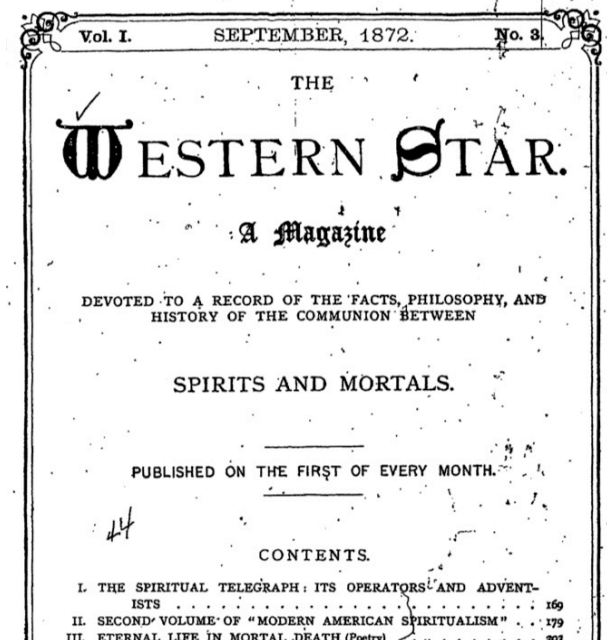 Vol. I. SEPTEMBER, 1872. No. 3.
THE
WESTERN STAR.
A Magazine
DEVOTED TO A RECORD OF THE FACTS, PHILOSOPHY, AND
HISTORY OF THE COMMUNION BETWEEN
SPIRITS AND MORTALS.
PUBLISHED ON THE FIRST OF EVERY MONTH.
44
CONTENTS.
I. THE SPIRITUAL TELEGRAPH: ITS OPERATORS AND ADVENT-
ISTS . . . . . . . . . . . . . . . . . . . . . 169
II. SECOND VOLUME OF "MODERN AMERICAN SPIRITUALISM" . . 179
III. ETERNAL LIFE IN MORTAL DEATH (Poetry) 203